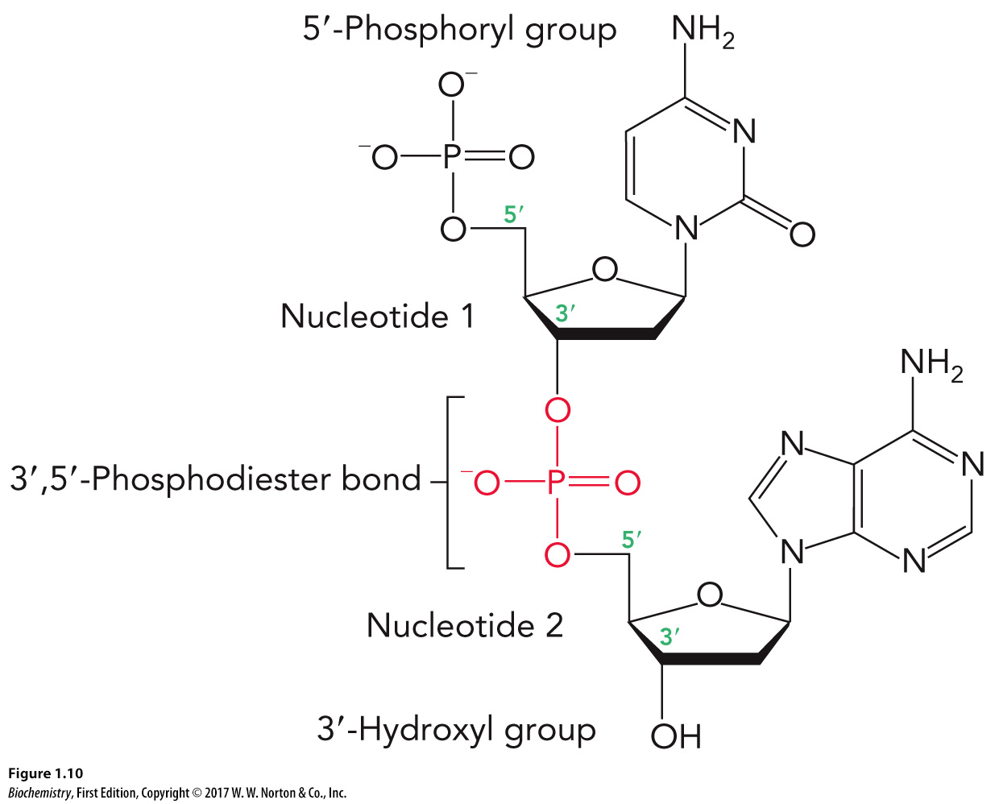 5′-Phosphoryl group
NH₂
O⁻
N
⁻O P O
5′
O
N O
O
3′
Nucleotide 1
NH₂
O
N
N
3′,5′-Phosphodiester bond
⁻O P O
5′
O
N
N
O
Nucleotide 2
3′
3′-Hydroxyl group
OH
Figure 1.10
Biochemistry, First Edition, Copyright © 2017 W. W. Norton & Co., Inc.